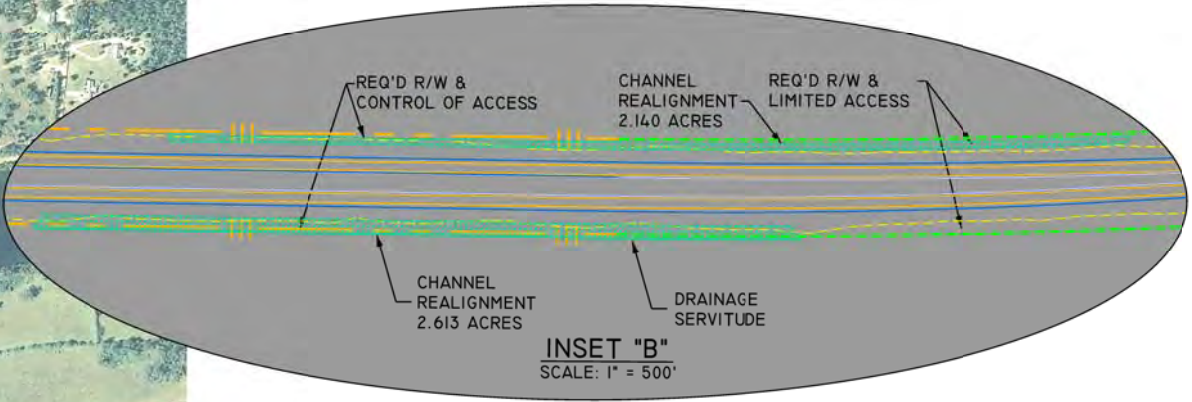 REQ'D R/W &
CONTROL OF ACCESS
CHANNEL
REALIGNMENT
2.140 ACRES
REQ'D R/W &
LIMITED ACCESS
CHANNEL
REALIGNMENT
2.613 ACRES
DRAINAGE
SERVITUDE
INSET "B"
SCALE: 1" = 500'